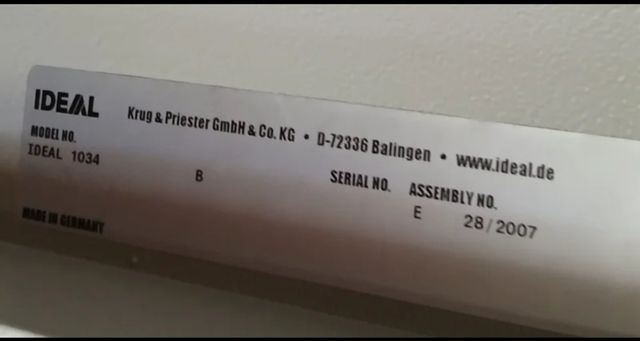 IDEAL Krug & Priester GmbH & Co. KG • D-72336 Balingen • www.ideal.de
MODEL NO. SERIAL NO. ASSEMBLY NO.
IDEAL 1034 B E 28/2007
MADE IN GERMANY